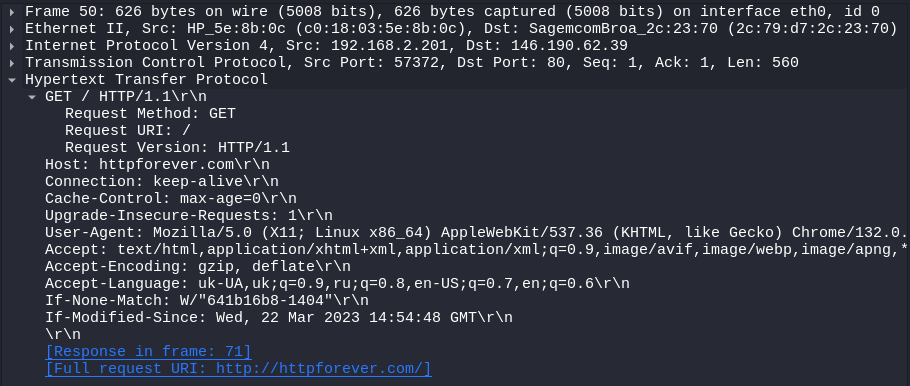 Frame 50: 626 bytes on wire (5008 bits), 626 bytes captured (5008 bits) on interface eth0, id 0
Ethernet II, Src: HP_5e:8b:0c (c0:18:03:5e:8b:0c), Dst: SagemcomBroa_2c:23:70 (2c:79:d7:2c:23:70)
Internet Protocol Version 4, Src: 192.168.2.201, Dst: 146.190.62.39
Transmission Control Protocol, Src Port: 57372, Dst Port: 80, Seq: 1, Ack: 1, Len: 560
Hypertext Transfer Protocol
GET / HTTP/1.1\r\n
Request Method: GET
Request URI: /
Request Version: HTTP/1.1
Host: httpforever.com\r\n
Connection: keep-alive\r\n
Cache-Control: max-age=0\r\n
Upgrade-Insecure-Requests: 1\r\n
User-Agent: Mozilla/5.0 (X11; Linux x86_64) AppleWebKit/537.36 (KHTML, like Gecko) Chrome/132.0.
Accept: text/html,application/xhtml+xml,application/xml;q=0.9,image/avif,image/webp,image/apng,*
Accept-Encoding: gzip, deflate\r\n
Accept-Language: uk-UA,uk;q=0.9,ru;q=0.8,en-US;q=0.7,en;q=0.6\r\n
If-None-Match: W/"641b16b8-1404"\r\n
If-Modified-Since: Wed, 22 Mar 2023 14:54:48 GMT\r\n
\r\n
[Response in frame: 71]
[Full request URI: http://httpforever.com/]